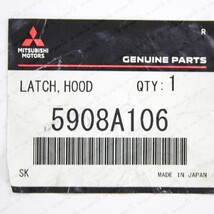 R
MITSUBISHI
MOTORS
GENUINE PARTS
LATCH, HOOD QTY: 1
5908A106
SK MADE IN JAPAN